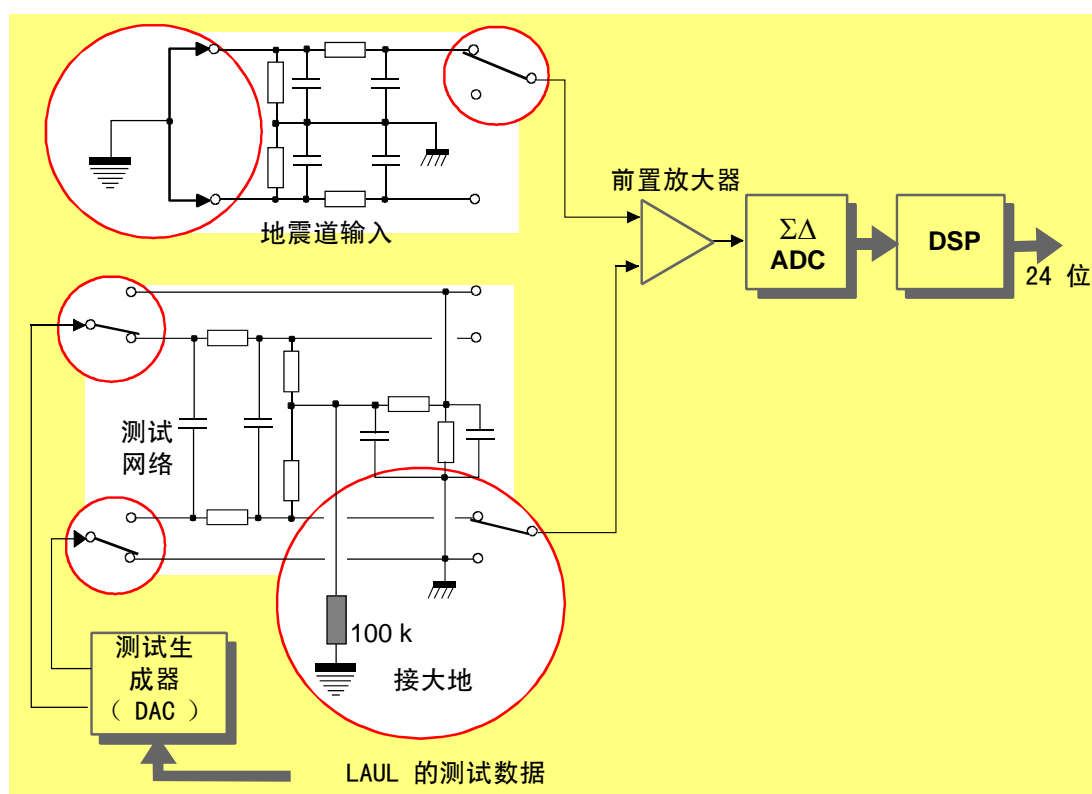 地震道输入
前置放大器
ΣΔ
ADC
DSP
24 位
测试
网络
100 k
接大地
测试生
成器
( DAC )
LAUL 的测试数据